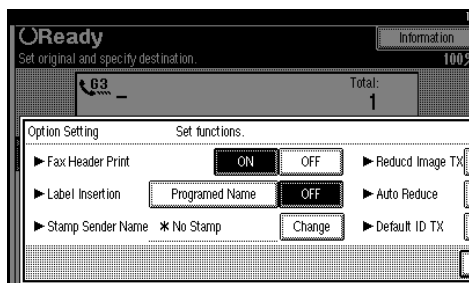 Ready Information
Set original and specify destination. 100%
63 _ Total:
1
Option Setting Set functions.
►Fax Header Print ON OFF ►Reducd Image TX
►Label Insertion Programed Name OFF ►Auto Reduce
►Stamp Sender Name *No Stamp Change ►Default ID TX